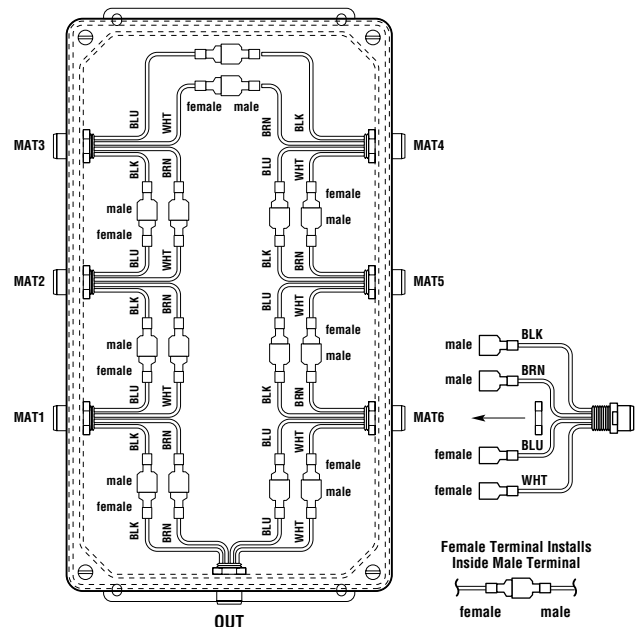 BLU
WHT
BRN
BLK
female male
MAT3
MAT4
BLK
BRN
BLU
WHT
male
female
female
male
BLU
WHT
BLK
BRN
MAT2
MAT5
BLK
BRN
BLU
WHT
male
female
female
male
BLU
WHT
BLK
BRN
MAT1
MAT6
BLK
BRN
BLU
WHT
male
female
female
male
BLK
BRN
BLU
WHT
OUT
male BLK
male BRN
female BLU
female WHT
Female Terminal Installs
Inside Male Terminal
female male